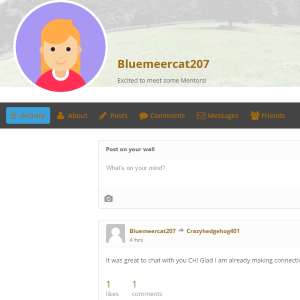 Bluemeercat207
Excited to meet some Mentors!
Activity About Posts Comments Messages Friends
Post on your wall
What's on your mind?
Bluemeercat207 Crazyhedgehog401
4 hrs
It was great to chat with you CH! Glad I am already making connecti
1 1
likes comments